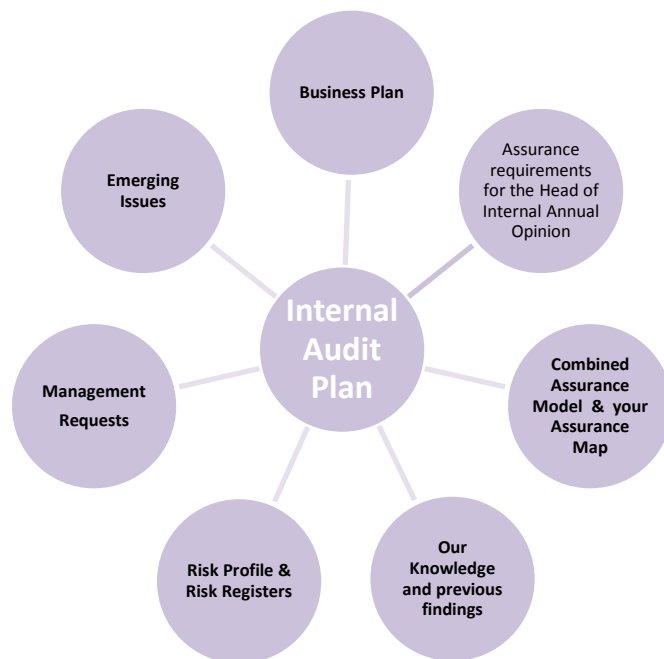 Business Plan
Assurance
requirements
for the Head of
Internal Annual
Opinion
Combined
Assurance
Model & your
Assurance
Map
Our
Knowledge
and previous
findings
Risk Profile &
Risk Registers
Management
Requests
Emerging
Issues
Internal
Audit
Plan